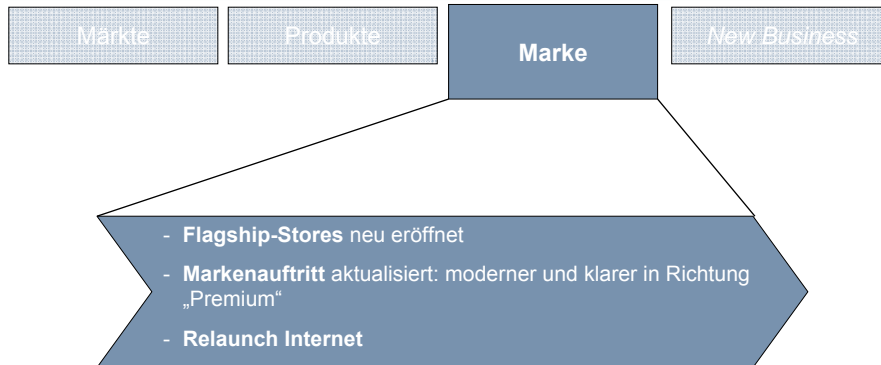 Märkte
Produkte
Marke
New Business
- Flagship-Stores neu eröffnet
- Markenauftritt aktualisiert: moderner und klarer in Richtung
„Premium“
- Relaunch Internet